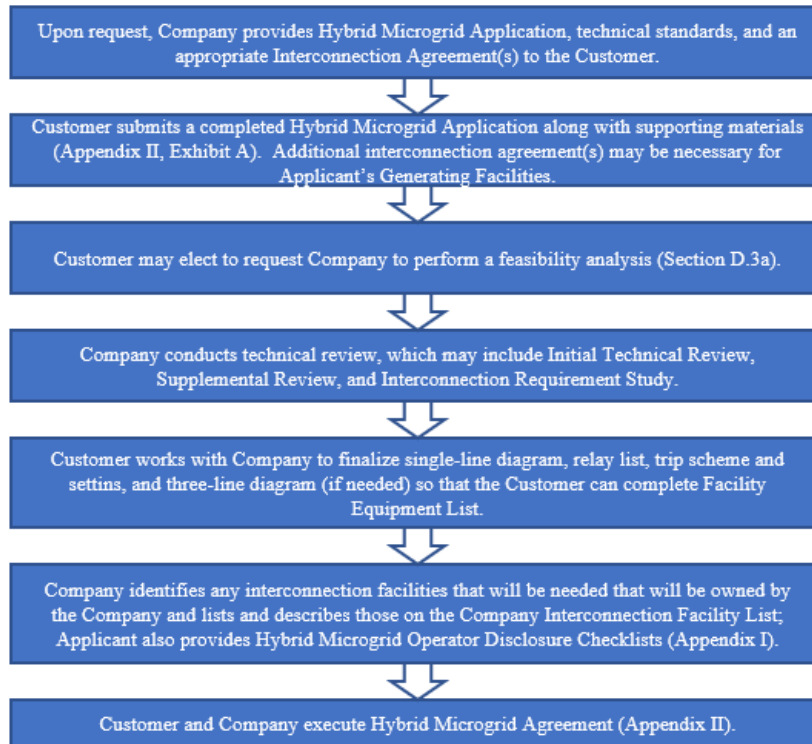 Upon request, Company provides Hybrid Microgrid Application, technical standards, and an
appropriate Interconnection Agreement(s) to the Customer.
Customer submits a completed Hybrid Microgrid Application along with supporting materials
(Appendix II, Exhibit A).  Additional interconnection agreement(s) may be necessary for
Applicant's Generating Facilities.
Customer may elect to request Company to perform a feasibility analysis (Section D.3a).
Company conducts technical review, which may include Initial Technical Review,
Supplemental Review, and Interconnection Requirement Study.
Customer works with Company to finalize single-line diagram, relay list, trip scheme and
settins, and three-line diagram (if needed) so that the Customer can complete Facility
Equipment List.
Company identifies any interconnection facilities that will be needed that will be owned by
the Company and lists and describes those on the Company Interconnection Facility List;
Applicant also provides Hybrid Microgrid Operator Disclosure Checklists (Appendix I).
Customer and Company execute Hybrid Microgrid Agreement (Appendix II).